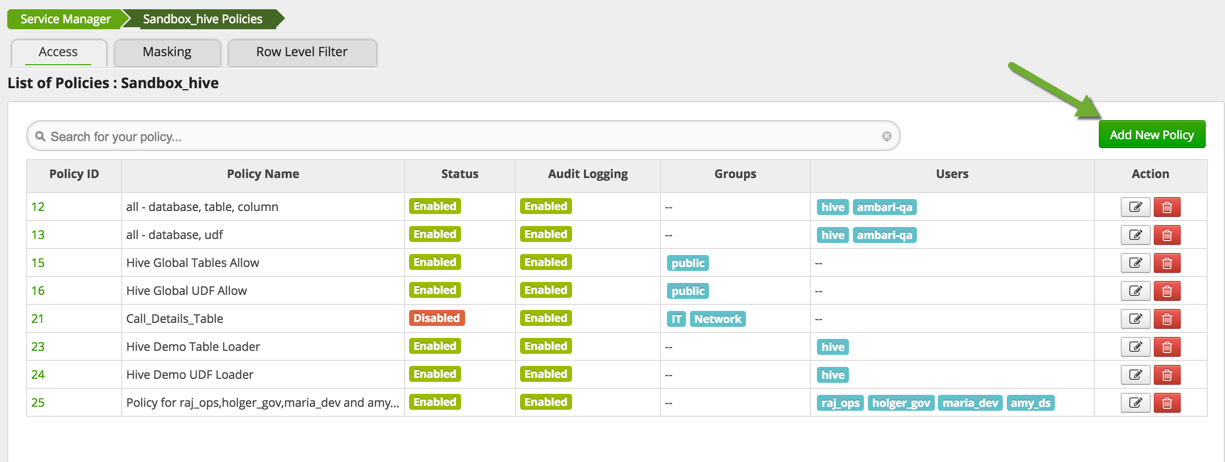 Service Manager Sandbox_hive Policies
Access Masking Row Level Filter
List of Policies : Sandbox_hive
Search for your policy...
Add New Policy
Policy ID Policy Name Status Audit Logging Groups Users Action
12 all - database, table, column Enabled Enabled -- hive ambari-qa
13 all - database, udf Enabled Enabled -- hive ambari-qa
15 Hive Global Tables Allow Enabled Enabled public --
16 Hive Global UDF Allow Enabled Enabled public --
21 Call_Details_Table Disabled Enabled IT Network --
23 Hive Demo Table Loader Enabled Enabled -- hive
24 Hive Demo UDF Loader Enabled Enabled -- hive
25 Policy for raj_ops,holger_gov,maria_dev and amy... Enabled Enabled -- raj_ops holger_gov maria_dev amy_ds